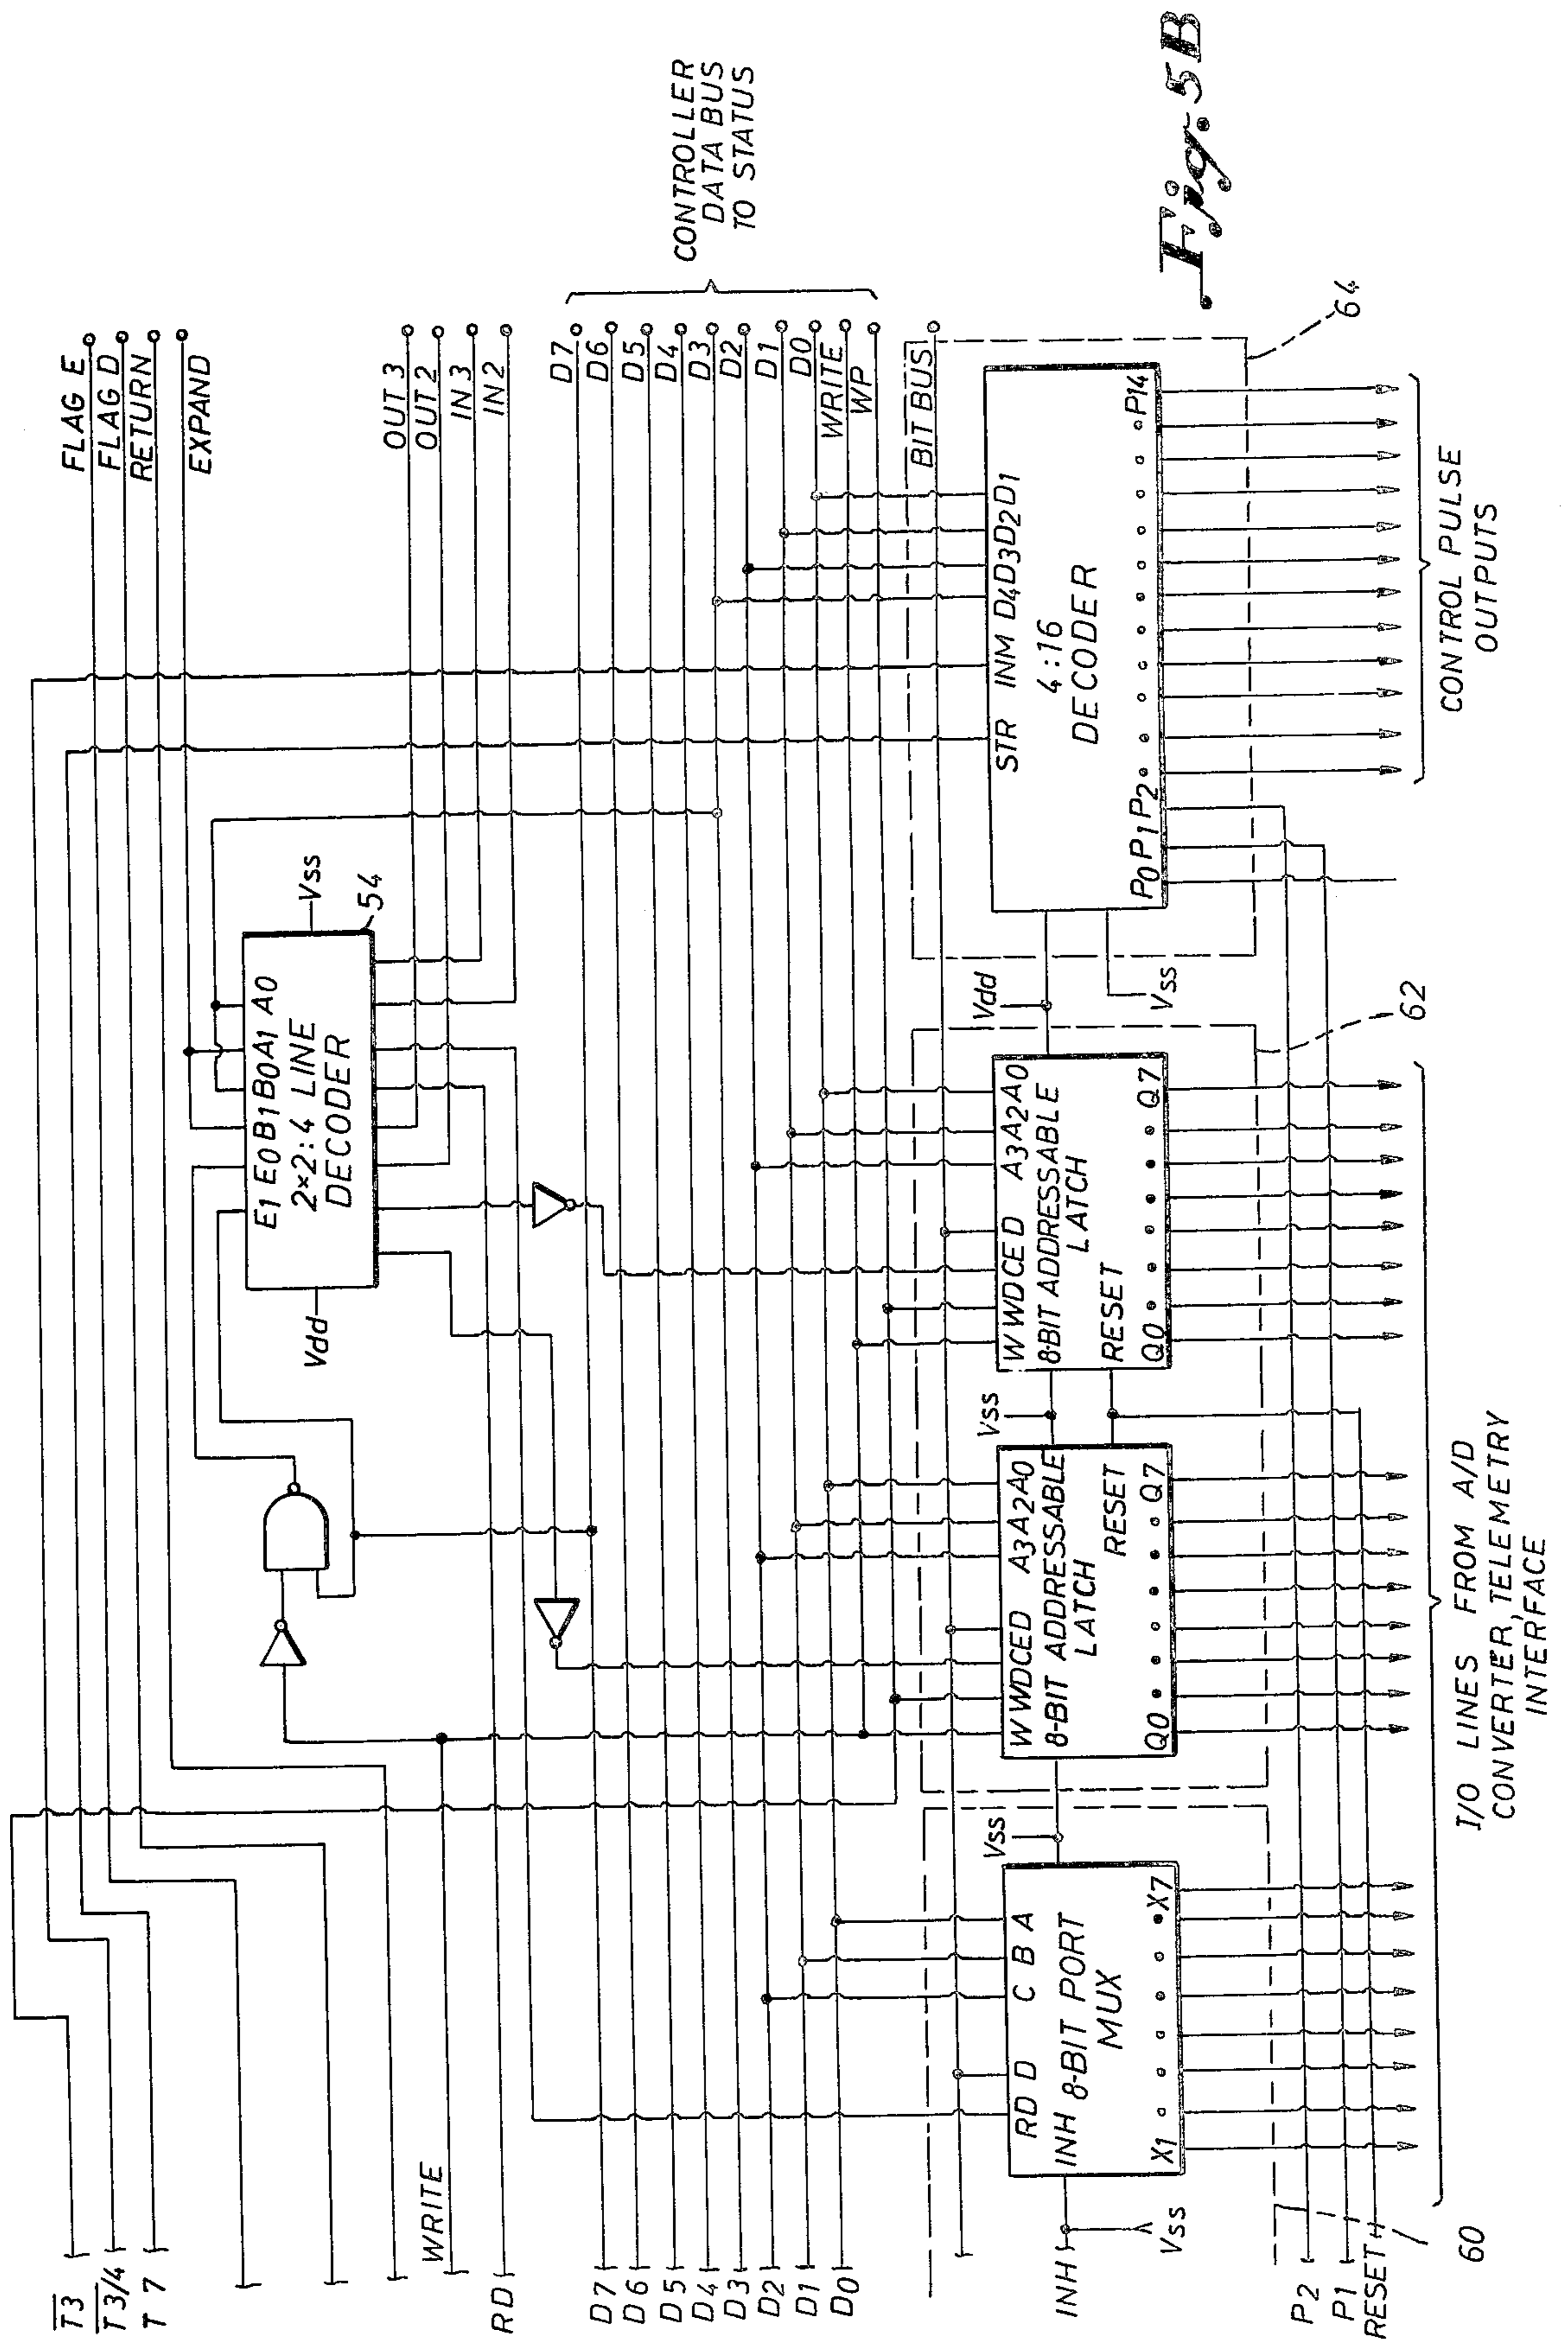 T3
T3/4
T 7
FLAG E
FLAG D
RETURN
EXPAND
OUT 3
OUT 2
IN 3
IN 2
WRITE
RD
E1 E0 B1 B0 A1 A0
2×2:4 LINE
DECODER
Vdd
Vss
54
D7
D6
D5
D4
D3
D2
D1
D0
D7
D6
D5
D4
D3
D2
D1
D0
WRITE
WP
CONTROLLER
DATA BUS
TO STATUS
BIT BUS
INH
Vss
RD D C B A
INH 8-BIT PORT
MUX
X1 X7
Vss
W WD CE D A3 A2 A0
8-BIT ADDRESSABLE
LATCH
RESET
Q0 Q7
Vss
W WD CE D A3 A2 A0
8-BIT ADDRESSABLE
LATCH
RESET
Q0 Q7
Vdd
Vss
STR INM D4 D3 D2 D1
4:16
DECODER
P0 P1 P2 P14
P2
P1
RESET
60
62
64
I/O LINES FROM A/D
CONVERTER, TELEMETRY
INTERFACE
CONTROL PULSE
OUTPUTS
Fig. 5B